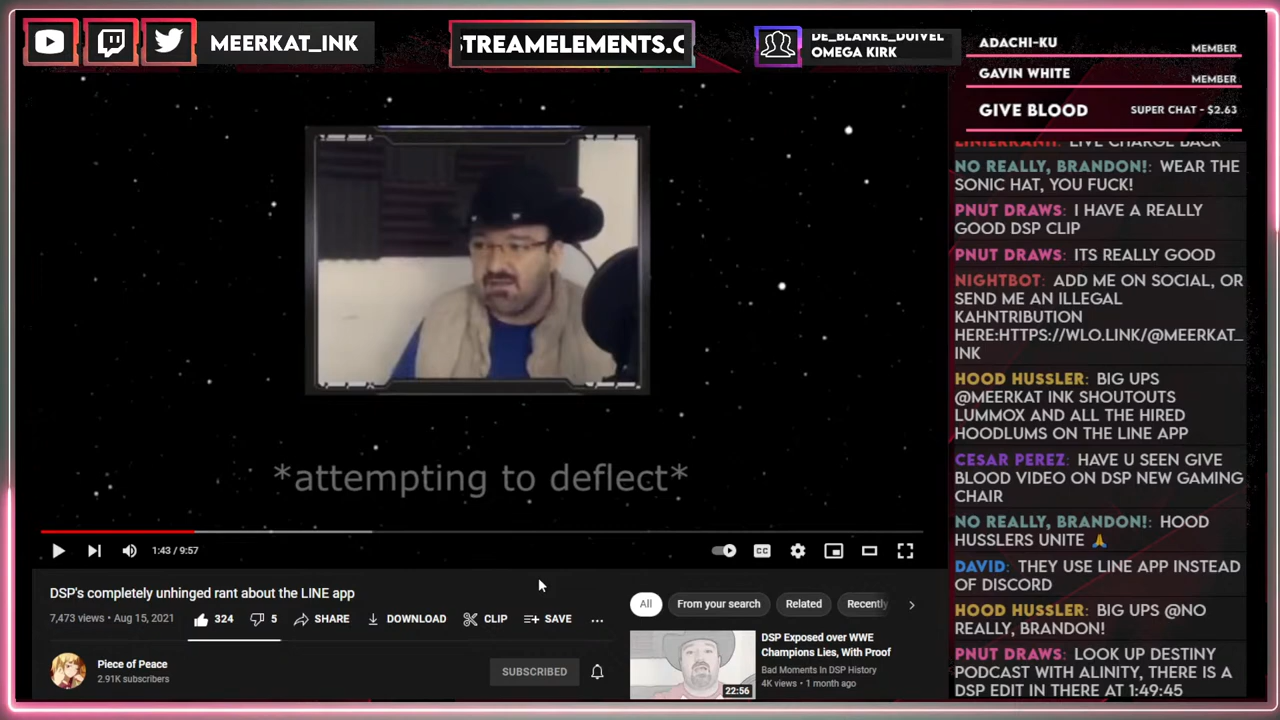 MEERKAT_INK
STREAMELEMENTS.C
DE_BLANKE_DUIVEL
OMEGA KIRK
ADACHI-KU MEMBER
GAVIN WHITE MEMBER
GIVE BLOOD SUPER CHAT - $2.63
LIVE CHARGE BACK
NO REALLY, BRANDON!: WEAR THE
SONIC HAT, YOU FUCK!
PNUT DRAWS: I HAVE A REALLY
GOOD DSP CLIP
PNUT DRAWS: ITS REALLY GOOD
NIGHTBOT: ADD ME ON SOCIAL, OR
SEND ME AN ILLEGAL
KAHNTRIBUTION
HERE:HTTPS://WLO.LINK/@MEERKAT_
INK
HOOD HUSSLER: BIG UPS
@MEERKAT INK SHOUTOUTS
LUMMOX AND ALL THE HIRED
HOODLUMS ON THE LINE APP
CESAR PEREZ: HAVE U SEEN GIVE
BLOOD VIDEO ON DSP NEW GAMING
CHAIR
NO REALLY, BRANDON!: HOOD
HUSSLERS UNITE 🙏
DAVID: THEY USE LINE APP INSTEAD
OF DISCORD
HOOD HUSSLER: BIG UPS @NO
REALLY, BRANDON!
PNUT DRAWS: LOOK UP DESTINY
PODCAST WITH ALINITY, THERE IS A
DSP EDIT IN THERE AT 1:49:45
*attempting to deflect*
1:43 / 9:57
CC
DSP's completely unhinged rant about the LINE app
7,473 views • Aug 15, 2021
324 5 SHARE DOWNLOAD CLIP SAVE ...
Piece of Peace
2.91K subscribers
SUBSCRIBED
All From your search Related Recently
DSP Exposed over WWE
Champions Lies, With Proof
Bad Moments In DSP History
4K views • 1 month ago
22:56